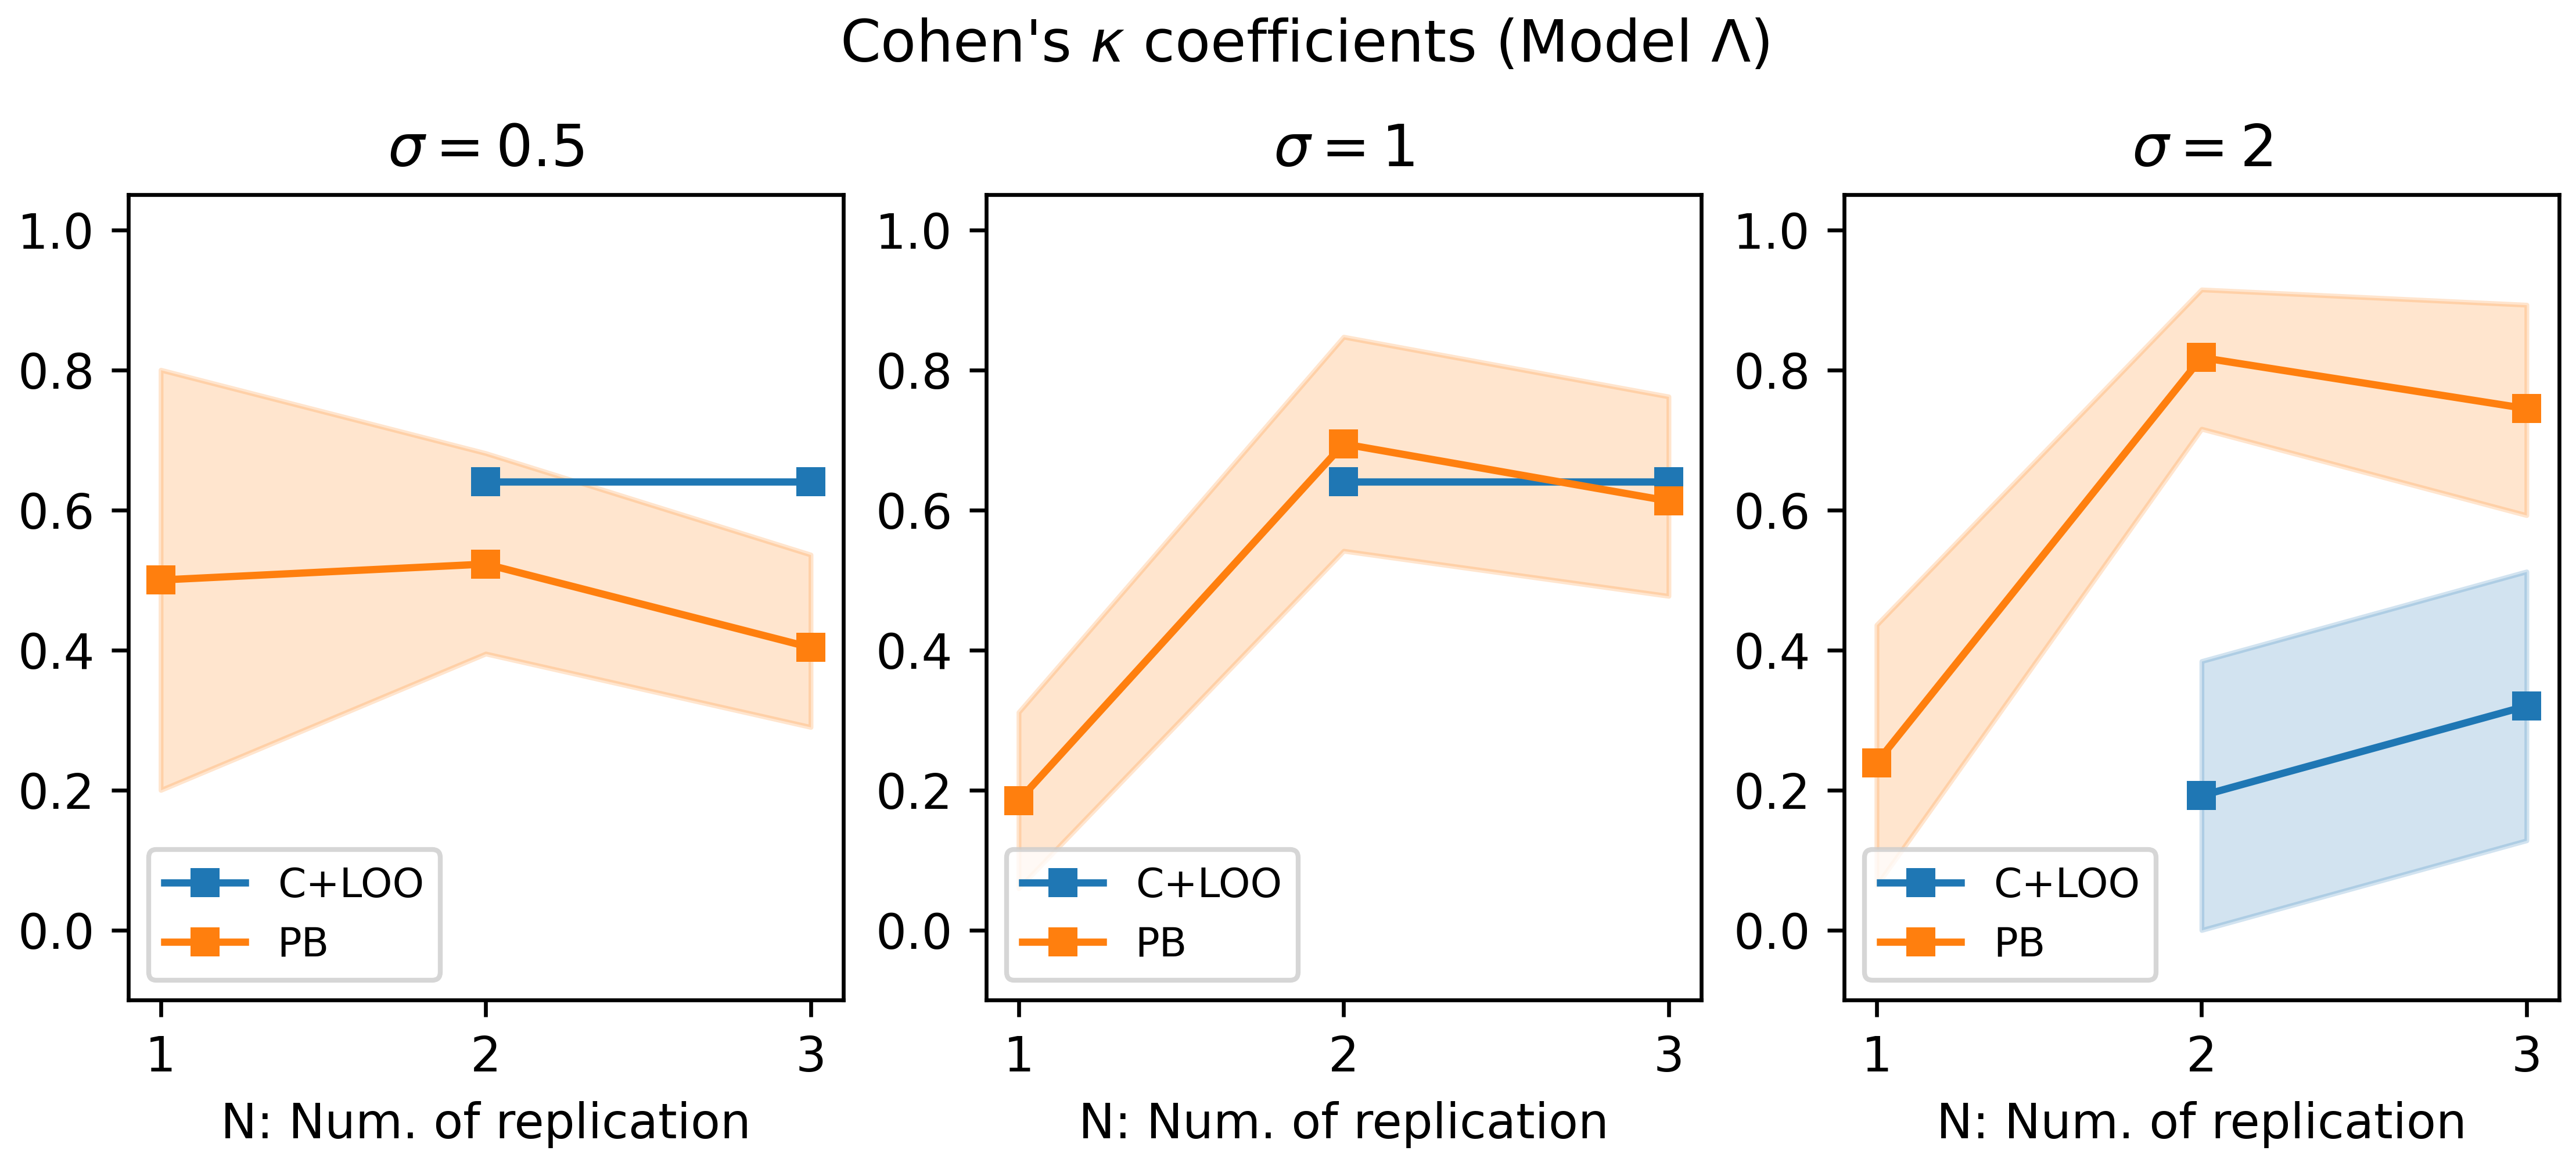 Cohen's κ coefficients (Model Λ)
σ = 0.5
1.0
0.8
0.6
0.4
0.2
0.0
C+LOO
PB
1 2 3
N: Num. of replication
σ = 1
1.0
0.8
0.6
0.4
0.2
0.0
C+LOO
PB
1 2 3
N: Num. of replication
σ = 2
1.0
0.8
0.6
0.4
0.2
0.0
C+LOO
PB
1 2 3
N: Num. of replication